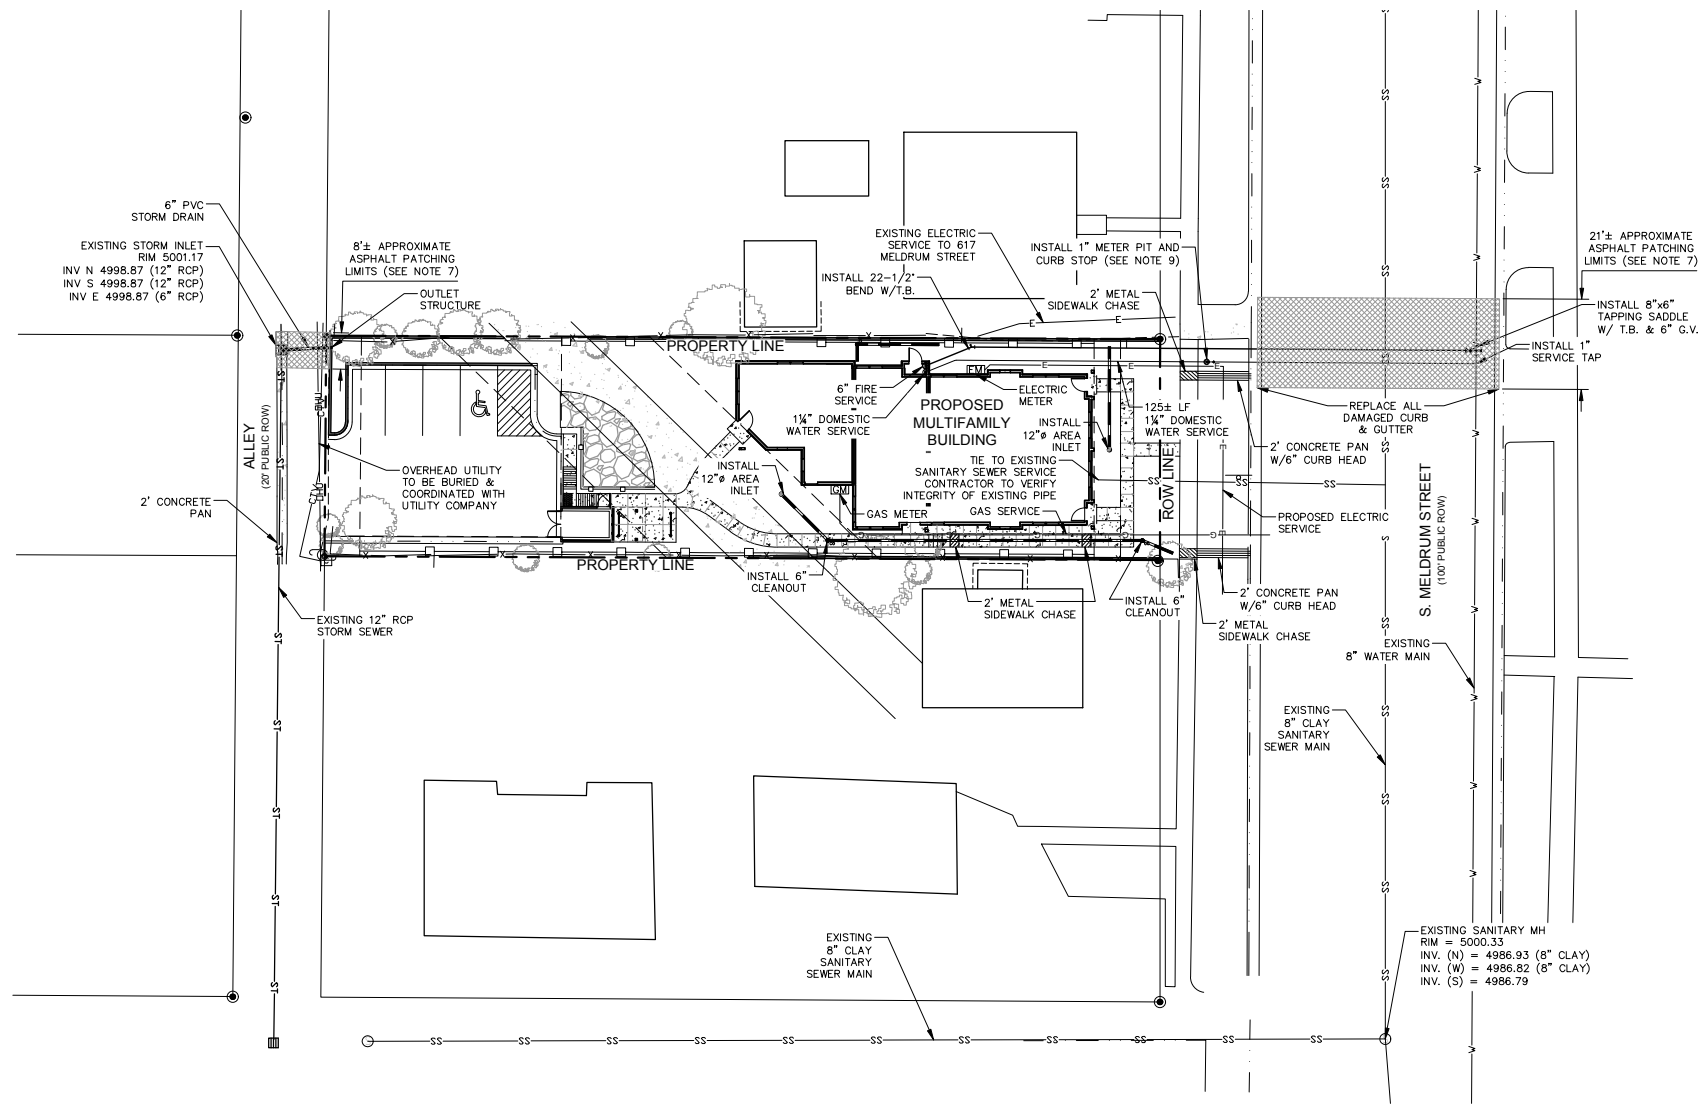 6" PVC
STORM DRAIN
EXISTING STORM INLET
RIM 5001.17
INV N 4998.87 (12" RCP)
INV S 4998.87 (12" RCP)
INV E 4998.87 (6" RCP)
8'± APPROXIMATE
ASPHALT PATCHING
LIMITS (SEE NOTE 7)
OUTLET
STRUCTURE
EXISTING ELECTRIC
SERVICE TO 617
MELDRUM STREET
INSTALL 22-1/2°
BEND W/T.B.
INSTALL 1" METER PIT AND
CURB STOP (SEE NOTE 9)
2' METAL
SIDEWALK CHASE
21'± APPROXIMATE
ASPHALT PATCHING
LIMITS (SEE NOTE 7)
INSTALL 8"x6"
TAPPING SADDLE
W/ T.B. & 6" G.V.
INSTALL 1"
SERVICE TAP
PROPERTY LINE
6" FIRE
SERVICE
1¼" DOMESTIC
WATER SERVICE
EM
ELECTRIC
METER
PROPOSED
MULTIFAMILY
BUILDING
INSTALL
12"ø AREA
INLET
125± LF
1¼" DOMESTIC
WATER SERVICE
REPLACE ALL
DAMAGED CURB
& GUTTER
2' CONCRETE PAN
W/6" CURB HEAD
TIE TO EXISTING
SANITARY SEWER SERVICE
CONTRACTOR TO VERIFY
INTEGRITY OF EXISTING PIPE
INSTALL
12"ø AREA
INLET
GM
GAS METER
GAS SERVICE
ROW LINE
PROPOSED ELECTRIC
SERVICE
ALLEY
(20' PUBLIC ROW)
OVERHEAD UTILITY
TO BE BURIED &
COORDINATED WITH
UTILITY COMPANY
2' CONCRETE
PAN
PROPERTY LINE
INSTALL 6"
CLEANOUT
2' METAL
SIDEWALK CHASE
INSTALL 6"
CLEANOUT
2' CONCRETE PAN
W/6" CURB HEAD
2' METAL
SIDEWALK CHASE
EXISTING 12" RCP
STORM SEWER
S. MELDRUM STREET
(100' PUBLIC ROW)
EXISTING
8" WATER MAIN
EXISTING
8" CLAY
SANITARY
SEWER MAIN
EXISTING
8" CLAY
SANITARY
SEWER MAIN
EXISTING SANITARY MH
RIM = 5000.33
INV. (N) = 4986.93 (8" CLAY)
INV. (W) = 4986.82 (8" CLAY)
INV. (S) = 4986.79